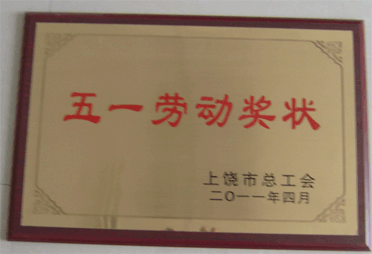 五一劳动奖状
上饶市总工会
二〇一一年四月